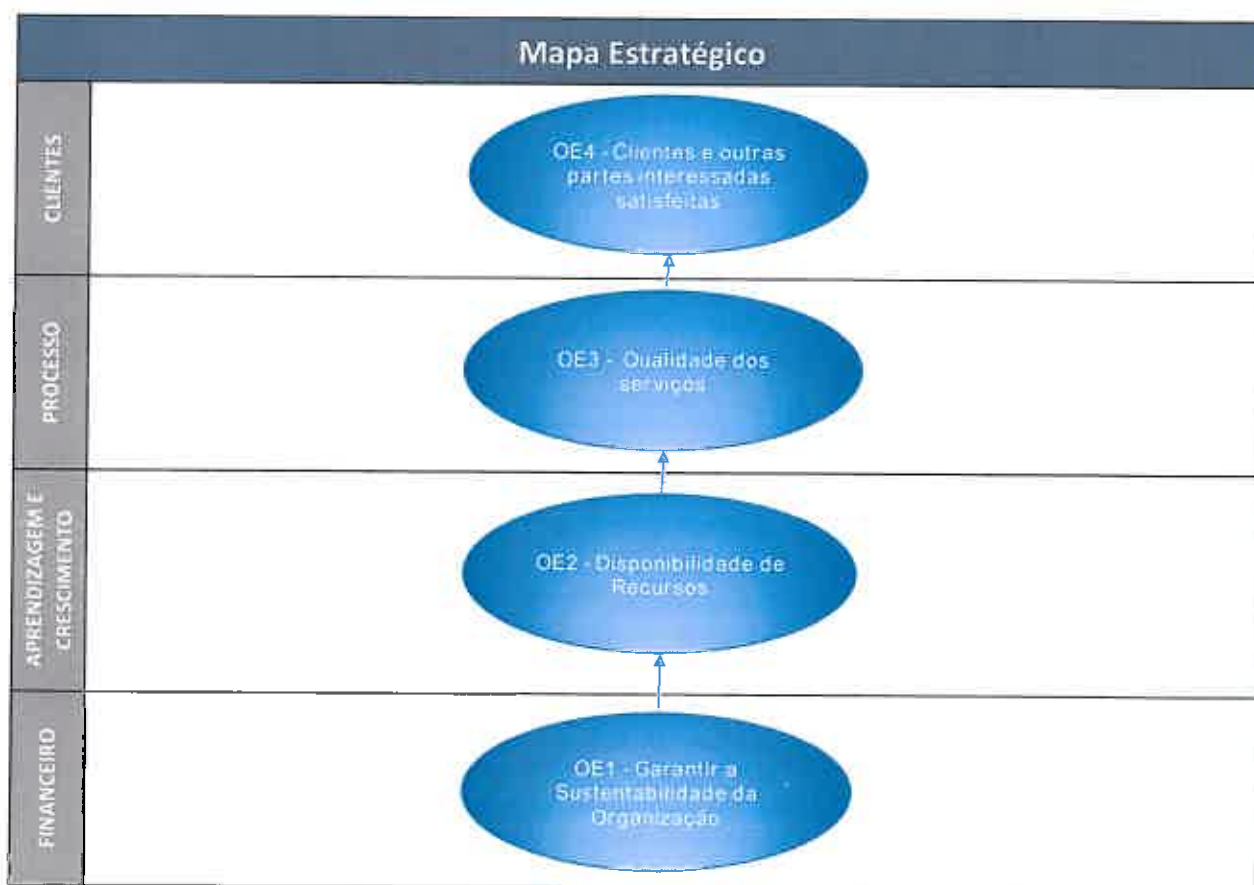 Mapa Estratégico
CLIENTES
OE4 - Clientes e outras
partes interessadas
satisfeitas
PROCESSO
OE3 - Qualidade dos
serviços
APRENDIZAGEM E
CRESCIMENTO
OE2 - Disponibilidade de
Recursos
FINANCEIRO
OE1 - Garantir a
Sustentabilidade da
Organização